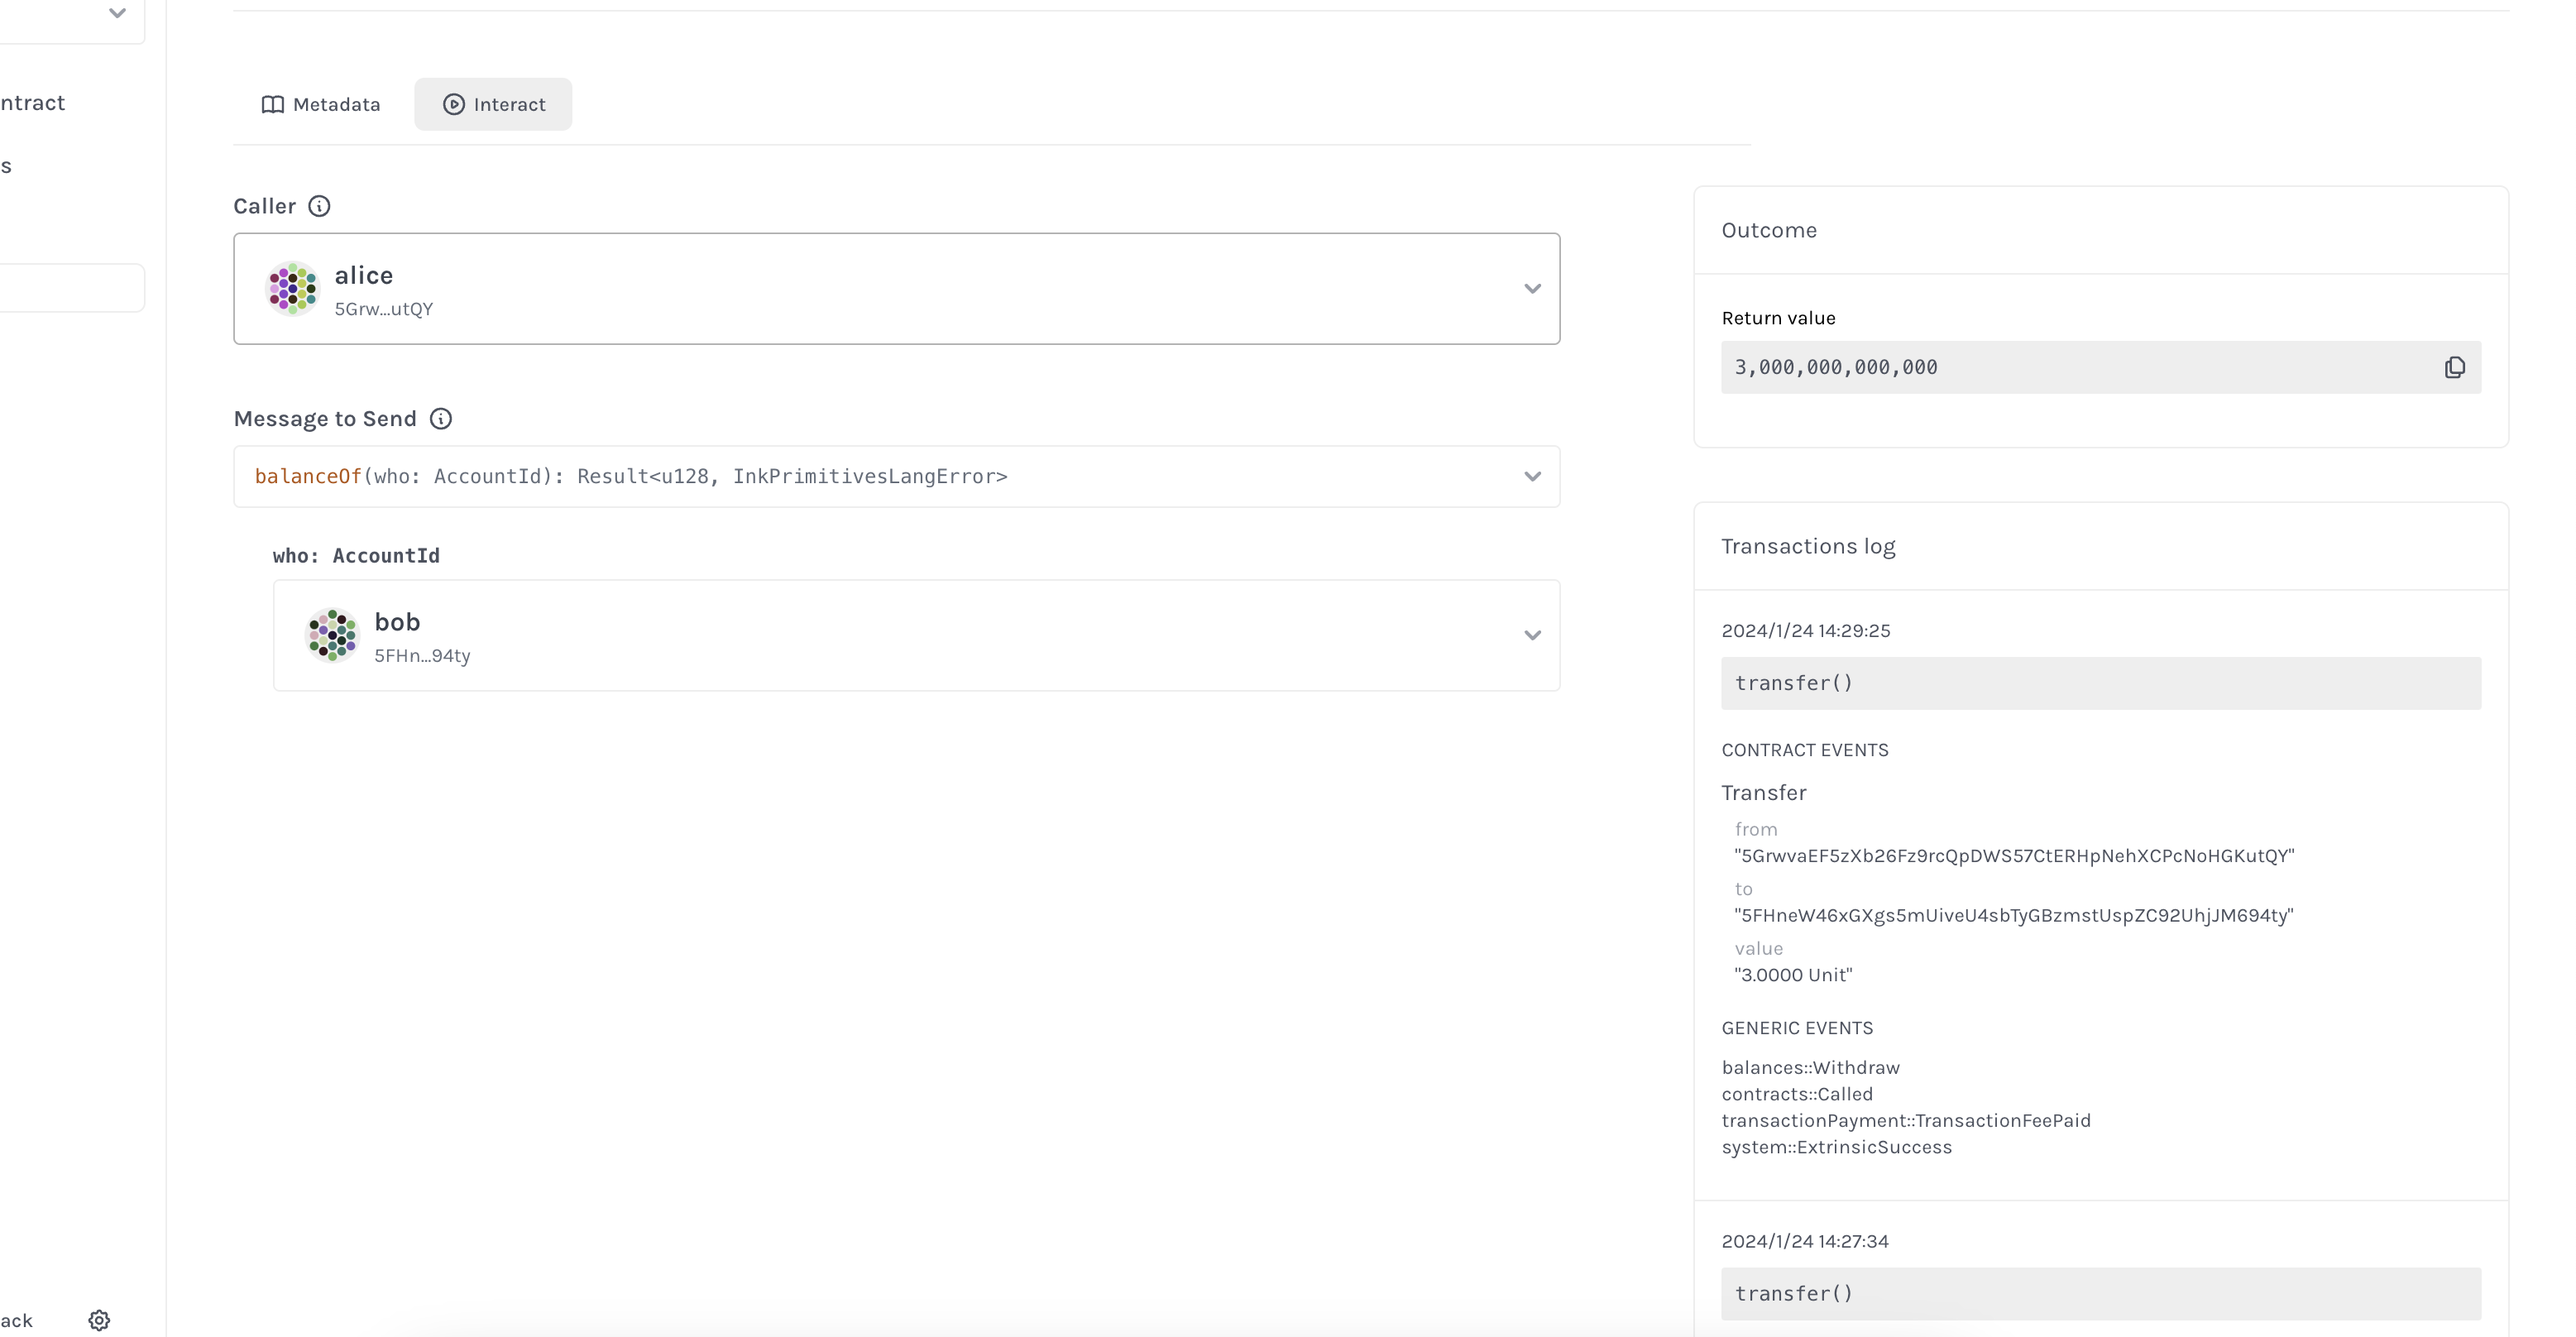 ntract
s
ack
Metadata
Interact
Caller
alice
5Grw...utQY
Message to Send
balanceOf(who: AccountId): Result<u128, InkPrimitivesLangError>
who: AccountId
bob
5FHn...94ty
Outcome
Return value
3,000,000,000,000
Transactions log
2024/1/24 14:29:25
transfer()
CONTRACT EVENTS
Transfer
from
"5GrwvaEF5zXb26Fz9rcQpDWS57CtERHpNehXCPcNoHGKutQY"
to
"5FHneW46xGXgs5mUiveU4sbTyGBzmstUspZC92UhjJM694ty"
value
"3.0000 Unit"
GENERIC EVENTS
balances::Withdraw
contracts::Called
transactionPayment::TransactionFeePaid
system::ExtrinsicSuccess
2024/1/24 14:27:34
transfer()